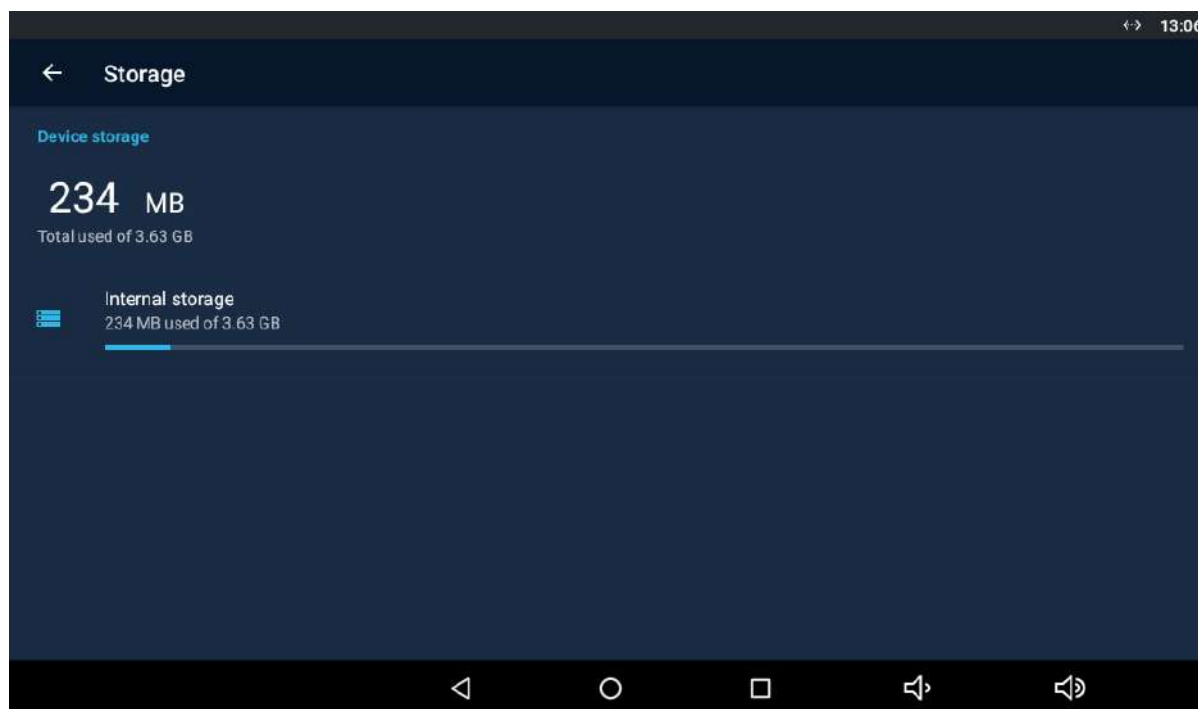 13:06
Storage
Device storage
234 MB
Total used of 3.63 GB
Internal storage
234 MB used of 3.63 GB